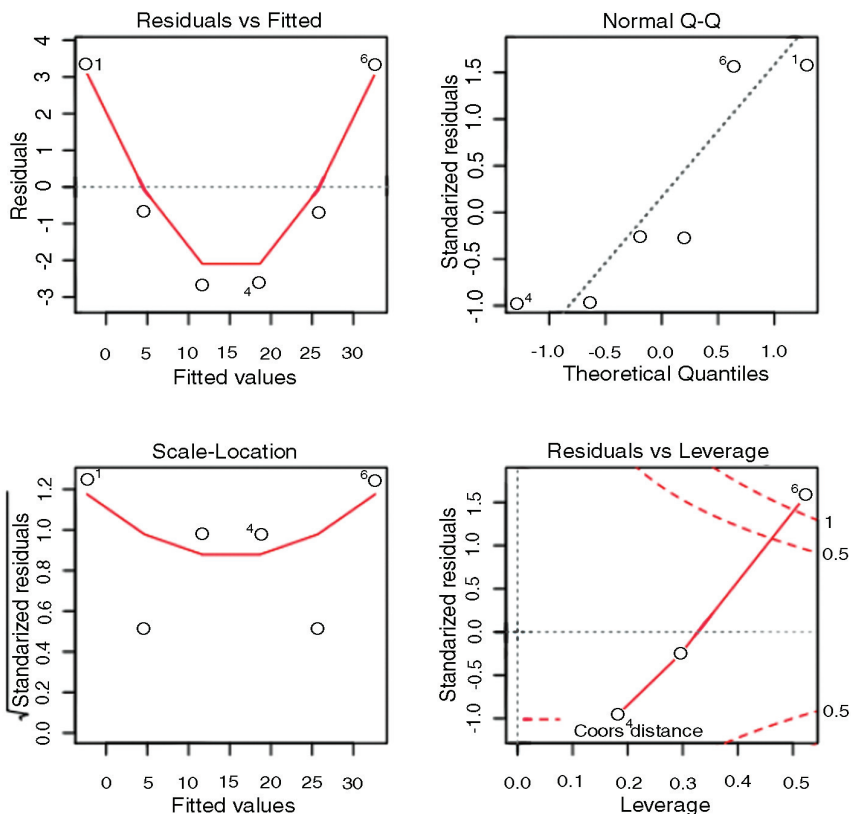 Residuals vs Fitted
4
3
2
1
0
-1
-2
-3
Residuals
1
6
4
0 5 10 15 20 25 30
Fitted values
Normal Q-Q
1.5
1.0
0.5
0.0
-0.5
-1.0
Standarized residuals
6
1
4
-1.0 -0.5 0.0 0.5 1.0
Theoretical Quantiles
Scale-Location
1.2
1.0
0.8
0.6
0.4
0.2
0.0
√Standarized residuals
1
6
4
0 5 10 15 20 25 30
Fitted values
Residuals vs Leverage
1.5
1.0
0.5
0.0
-0.5
-1.0
Standarized residuals
6
1
0.5
0.5
4
Coors distance
0.0 0.1 0.2 0.3 0.4 0.5
Leverage